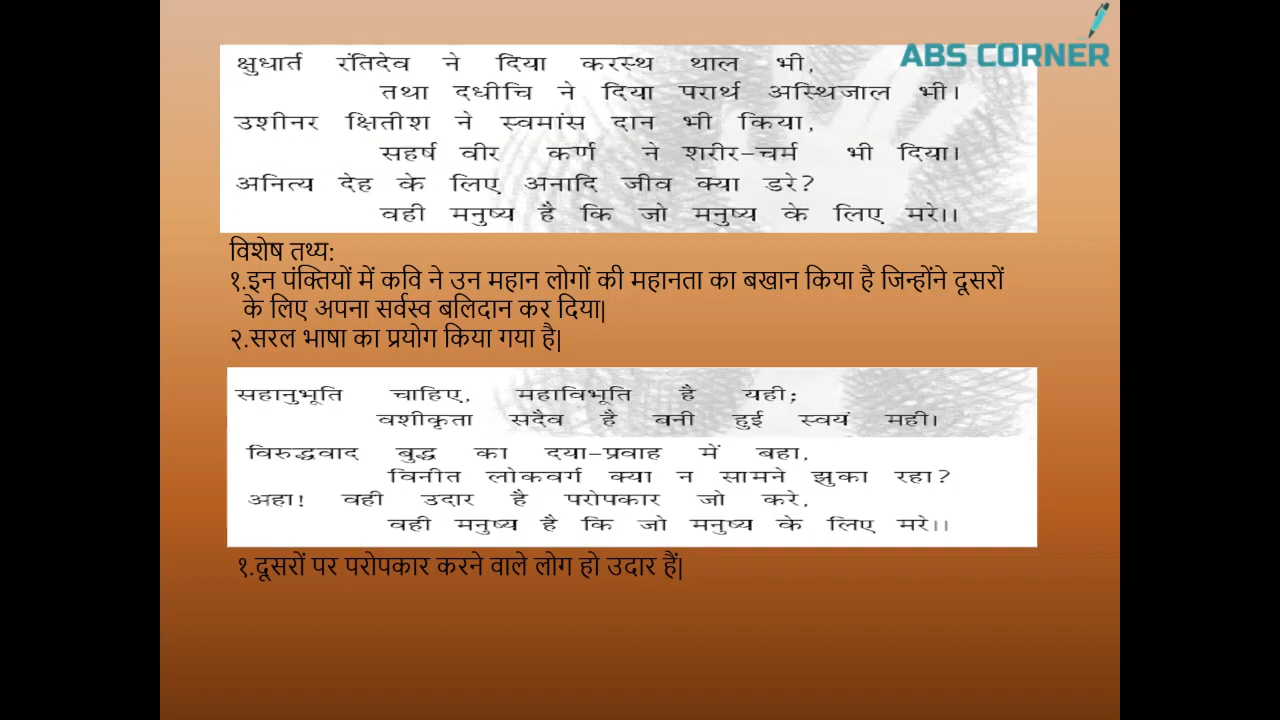 ABS CORNER
क्षुधार्त रंतिदेव ने दिया करस्थ थाल भी,
तथा दधीचि ने दिया परार्थ अस्थिजाल भी।
उशीनर क्षितीश ने स्वमांस दान भी किया,
सहर्ष वीर कर्ण ने शरीर-चर्म भी दिया।
अनित्य देह के लिए अनादि जीव क्या डरे?
वही मनुष्य है कि जो मनुष्य के लिए मरे।।
विशेष तथ्य:
१.इन पंक्तियों में कवि ने उन महान लोगों की महानता का बखान किया है जिन्होंने दूसरों
के लिए अपना सर्वस्व बलिदान कर दिया|
२.सरल भाषा का प्रयोग किया गया है|
सहानुभूति चाहिए, महाविभूति है यही;
वशीकृता सदैव है बनी हुई स्वयं मही।
विरुद्धवाद बुद्ध का दया-प्रवाह में बहा,
विनीत लोकवर्ग क्या न सामने झुका रहा?
अहा! वही उदार है परोपकार जो करे,
वही मनुष्य है कि जो मनुष्य के लिए मरे।।
१.दूसरों पर परोपकार करने वाले लोग हो उदार हैं|